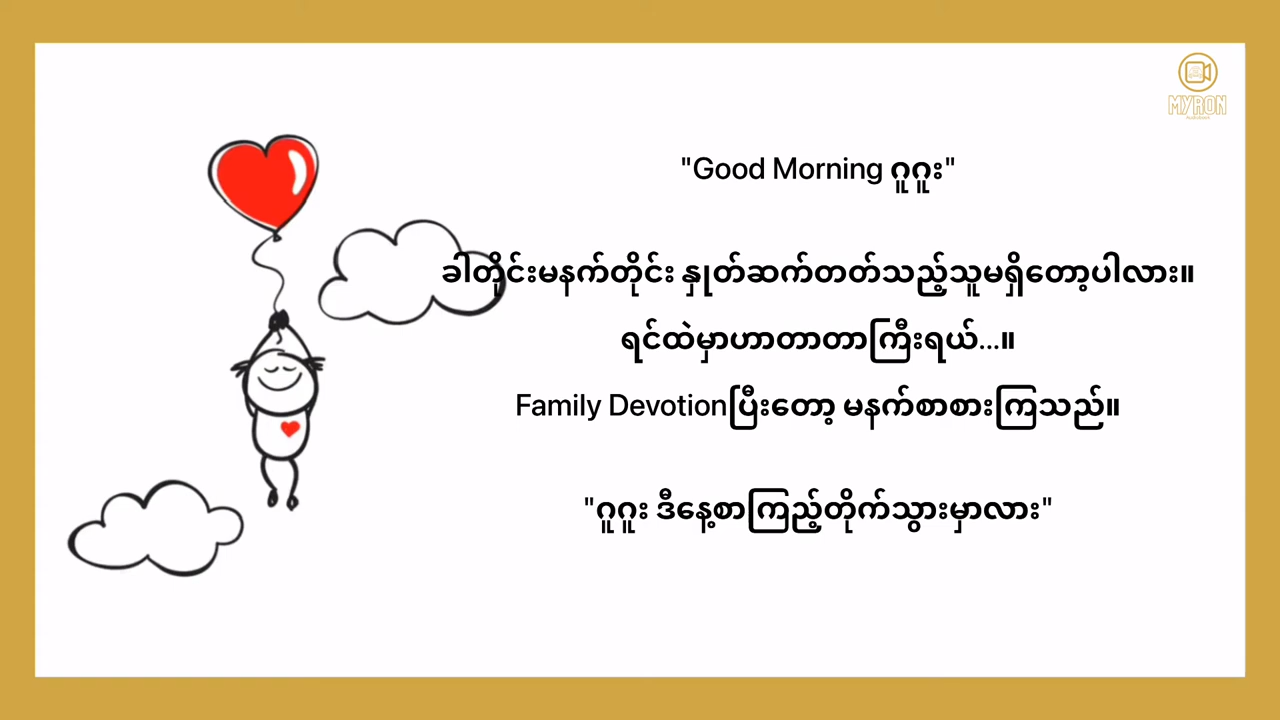 MYRON
"Good Morning ဂူဂူး"
ခါတိုင်းမနက်တိုင်း နှုတ်ဆက်တတ်သည့်သူမရှိတော့ပါလား။
ရင်ထဲမှာဟာတာတာကြီးရယ်...။
Family Devotionပြီးတော့ မနက်စာစားကြသည်။
"ဂူဂူး ဒီနေ့စာကြည့်တိုက်သွားမှာလား"